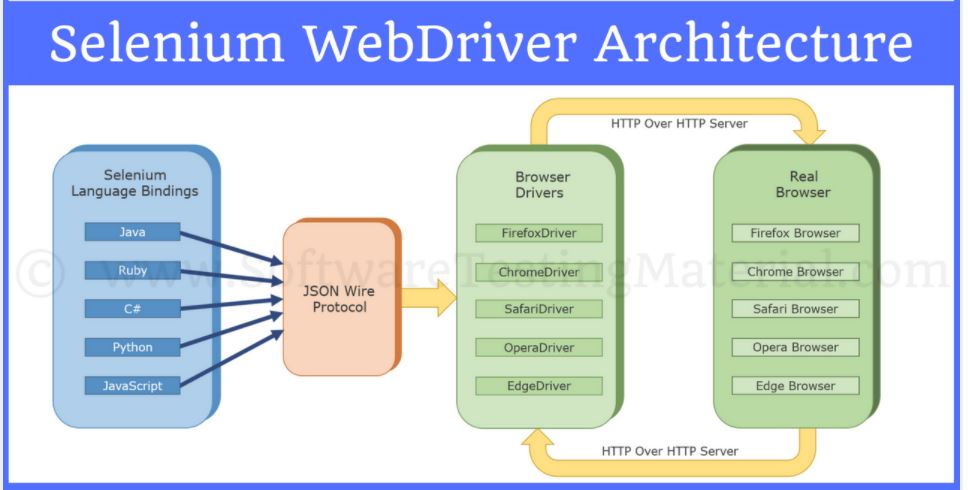 Selenium WebDriver Architecture
HTTP Over HTTP Server
Selenium
Language Bindings
Java
Ruby
C#
Python
JavaScript
JSON Wire
Protocol
Browser
Drivers
FirefoxDriver
ChromeDriver
SafariDriver
OperaDriver
EdgeDriver
Real
Browser
Firefox Browser
Chrome Browser
Safari Browser
Opera Browser
Edge Browser
HTTP Over HTTP Server
© www.SoftwareTestingMaterial.com